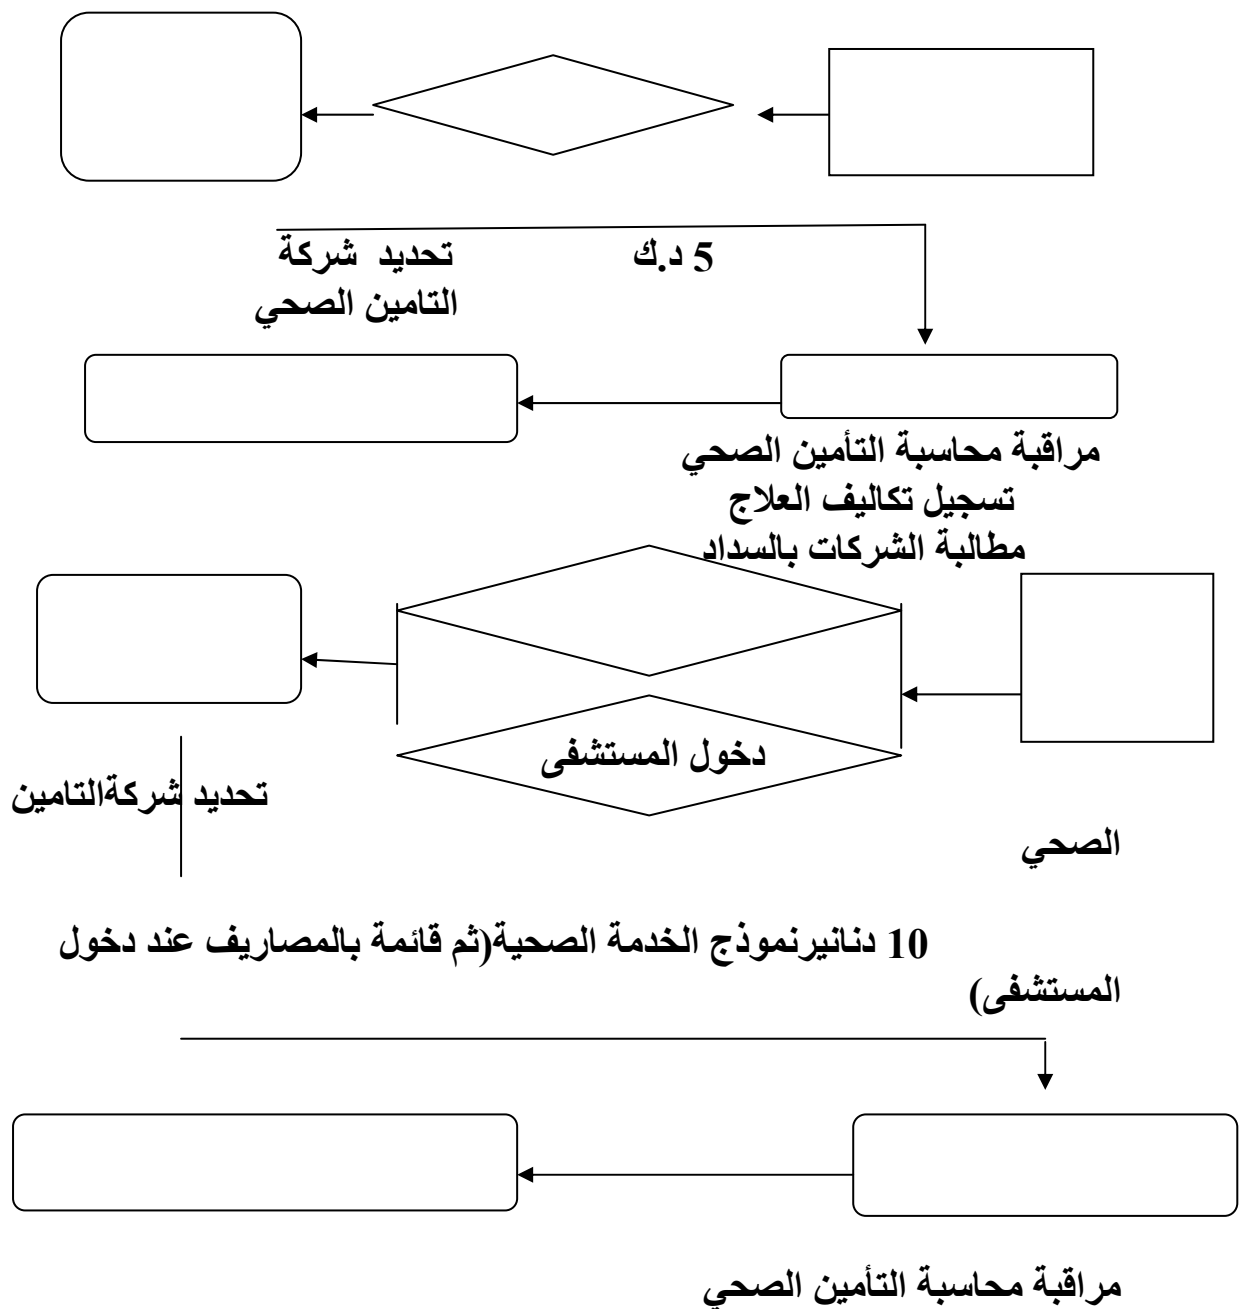 5 د.ك
تحديد شركة
التامين الصحي
مراقبة محاسبة التأمين الصحي
تسجيل تكاليف العلاج
مطالبة الشركات بالسداد
دخول المستشفى
تحديد شركةالتامين
الصحي
10 دنانيرنموذج الخدمة الصحية(ثم قائمة بالمصاريف عند دخول
المستشفى)
مراقبة محاسبة التأمين الصحي